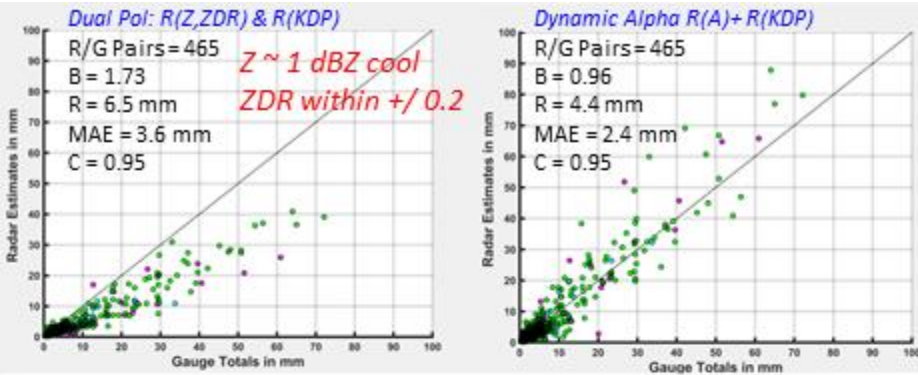 Dual Pol: R(Z,ZDR) & R(KDP)
R/G Pairs = 465
B = 1.73
R = 6.5 mm
MAE = 3.6 mm
C = 0.95
Z ~ 1 dBZ cool
ZDR within +/ 0.2
Radar Estimates in mm
100
90
80
70
60
50
40
30
20
10
0
0 10 20 30 40 50 60 70 80 90 100
Gauge Totals in mm
Dynamic Alpha R(A)+ R(KDP)
R/G Pairs = 465
B = 0.96
R = 4.4 mm
MAE = 2.4 mm
C = 0.95
Radar Estimates in mm
100
90
80
70
60
50
40
30
20
10
0
0 10 20 30 40 50 60 70 80 90 100
Gauge Totals in mm